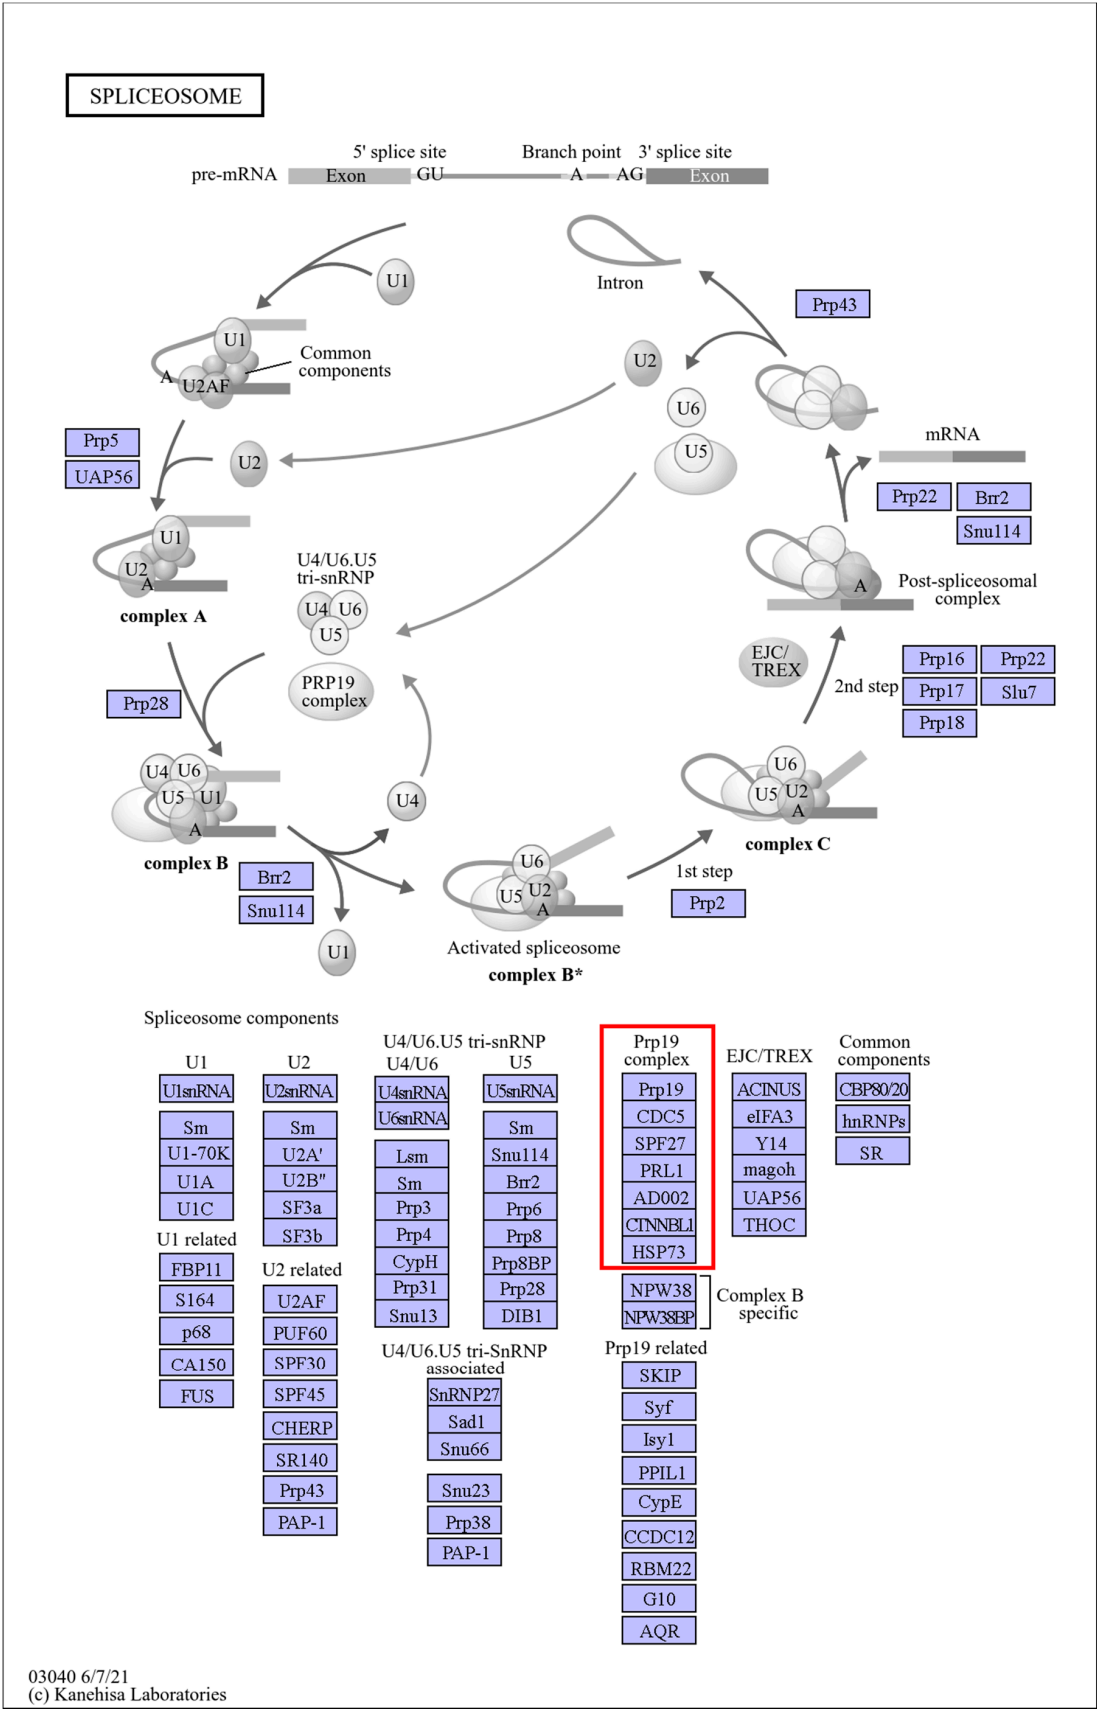 SPLICEOSOME
5' splice site
Branch point
3' splice site
pre-mRNA
Exon
GU
A
AG
Exon
U1
Intron
Prp43
U1
Common
components
A
U2AF
U2
U6
U5
Prp5
UAP56
U2
mRNA
Prp22
Brr2
Snu114
U1
U2
A
complex A
U4/U6.U5
tri-snRNP
U4
U6
U5
PRP19
complex
A
Post-spliceosomal
complex
EJC/
TREX
2nd step
Prp16
Prp22
Prp17
Slu7
Prp18
Prp28
U4
U6
U5
U1
A
complex B
U4
Brr2
Snu114
U1
U6
U5
U2
A
Activated spliceosome
complex B*
1st step
Prp2
U6
U5
U2
A
complex C
Spliceosome components
U1
U1snRNA
Sm
U1-70K
U1A
U1C
U1 related
FBP11
S164
p68
CA150
FUS
U2
U2snRNA
Sm
U2A'
U2B"
SF3a
SF3b
U2 related
U2AF
PUF60
SPF30
SPF45
CHERP
SR140
Prp43
PAP-1
U4/U6.U5 tri-snRNP
U4/U6
U4snRNA
U6snRNA
Lsm
Sm
Prp3
Prp4
CypH
Prp31
Snu13
U5
U5snRNA
Sm
Snu114
Brr2
Prp6
Prp8
Prp8BP
Prp28
DIB1
U4/U6.U5 tri-SnRNP
associated
SnRNP27
Sad1
Snu66
Snu23
Prp38
PAP-1
Prp19
complex
Prp19
CDC5
SPF27
PRL1
AD002
CTNNBL1
HSP73
NPW38
NPW38BP
Complex B
specific
Prp19 related
SKIP
Syf
Isy1
PPIL1
CypE
CCDC12
RBM22
G10
AQR
EJC/TREX
ACINUS
eIFA3
Y14
magoh
UAP56
THOC
Common
components
CBP80/20
hnRNPs
SR
03040 6/7/21
(c) Kanehisa Laboratories